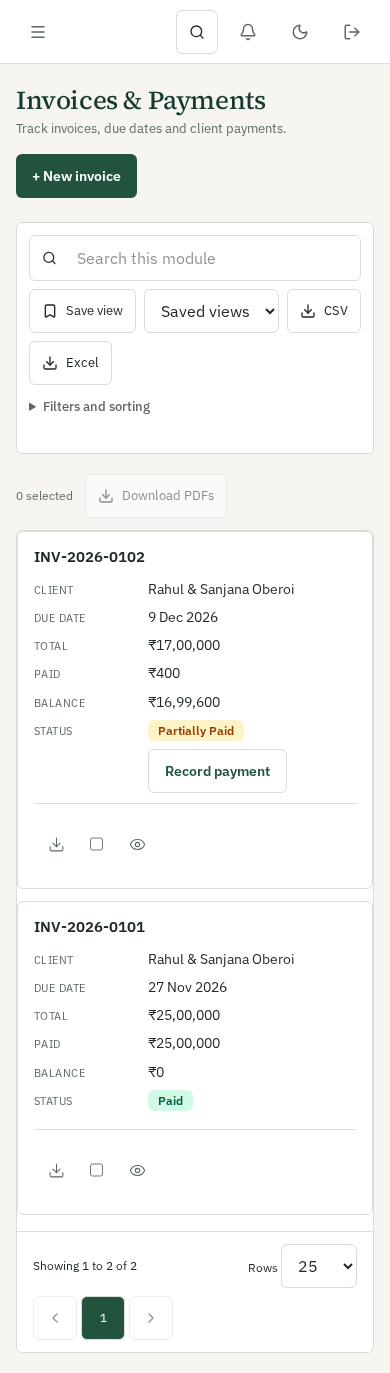 Invoices & Payments
Track invoices, due dates and client payments.
+ New invoice
Search this module
Save view
Saved views
CSV
Excel
Filters and sorting
0 selected
Download PDFs
INV-2026-0102
CLIENT Rahul & Sanjana Oberoi
DUE DATE 9 Dec 2026
TOTAL ₹17,00,000
PAID ₹400
BALANCE ₹16,99,600
STATUS Partially Paid
Record payment
INV-2026-0101
CLIENT Rahul & Sanjana Oberoi
DUE DATE 27 Nov 2026
TOTAL ₹25,00,000
PAID ₹25,00,000
BALANCE ₹0
STATUS Paid
Showing 1 to 2 of 2
Rows 25
1